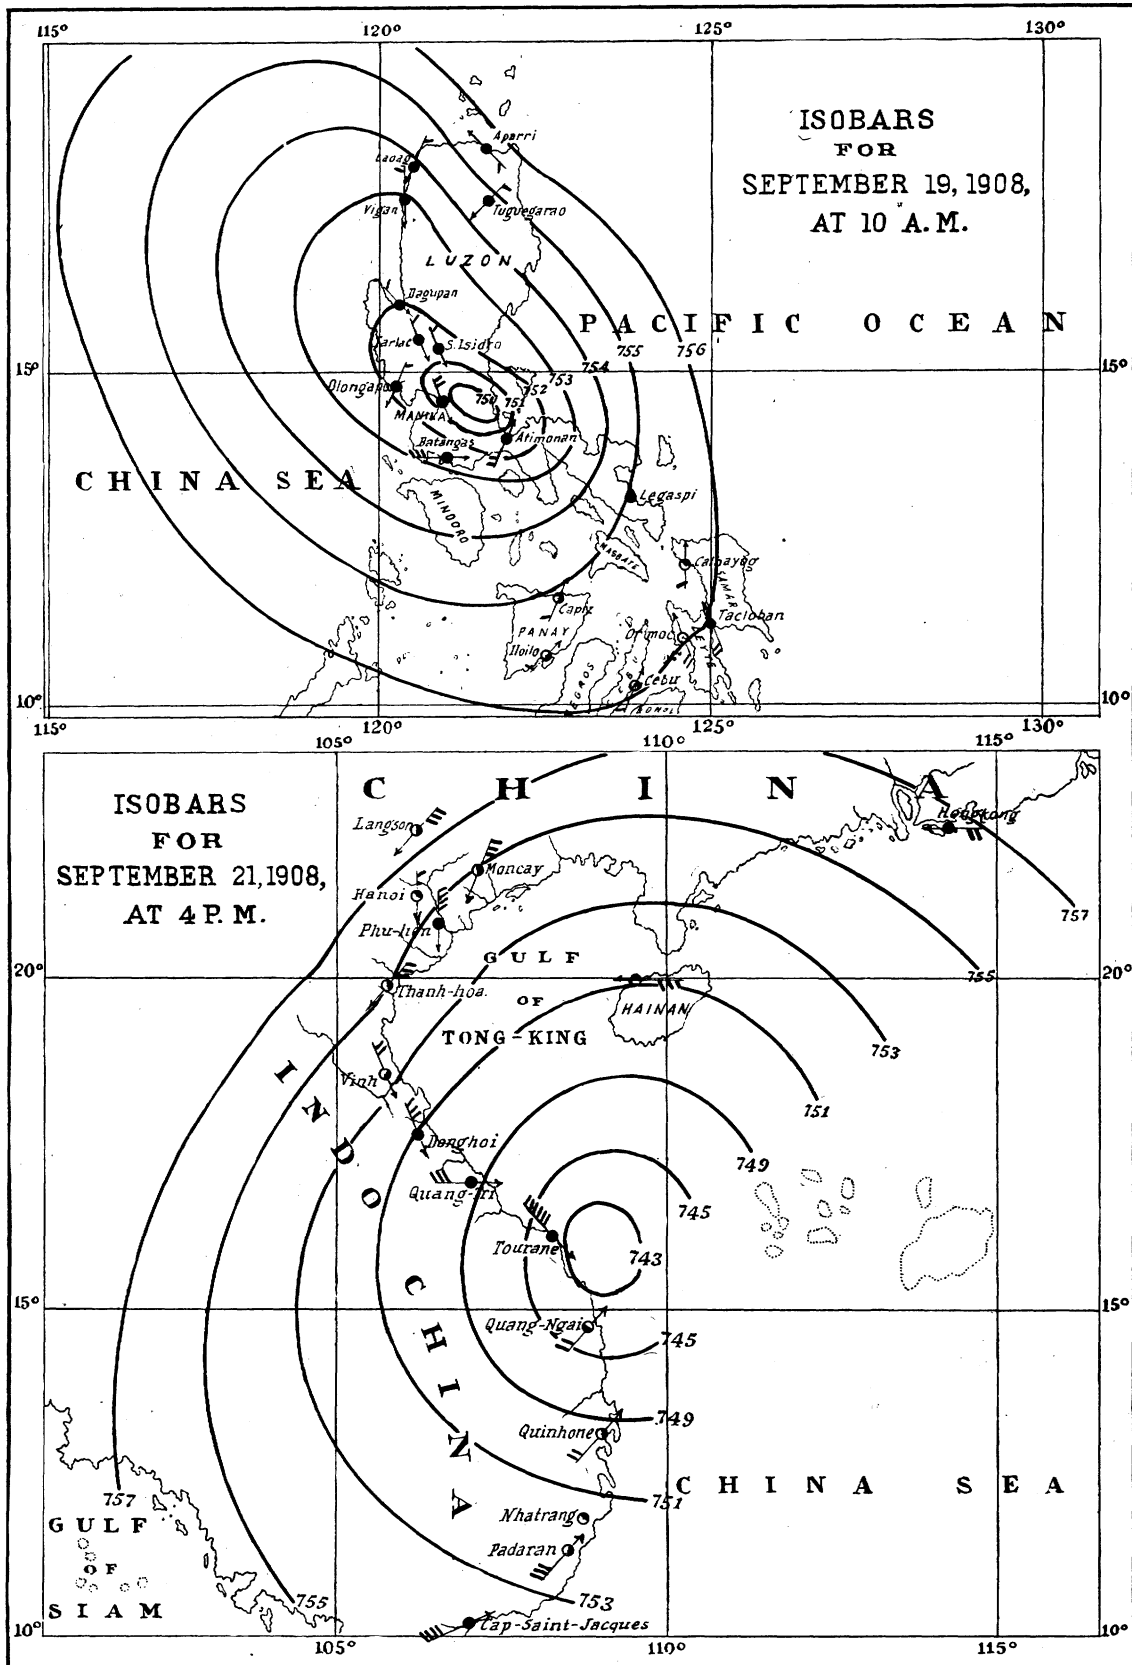 115° 120° 125° 130°
ISOBARS
FOR
SEPTEMBER 19, 1908,
AT 10 A.M.
Aparri
Laoag
Vigan
Tuguegarao
LUZON
Dagupan
PACIFIC OCEAN
Tarlac
S. Isidro
755 756
754
15° 15°
753
Olongapo
752
750 751
MANILA
Atimonan
Batangas
CHINA SEA
MINDORO
Legaspi
MASBATE
Catbayog
SAMAR
Capiz
Tacloban
PANAY
Ormoc
LEYTE
Iloilo
NEGROS
CEBU
Cebu
BOHOL
10° 10°
115° 120° 125° 130°
105° 110° 115°
CHINA
ISOBARS
FOR
SEPTEMBER 21, 1908,
AT 4 P.M.
Langson
Hongkong
Moncay
Hanoi
757
Phu-lien
GULF
20° 755 20°
Thanh-hoa.
OF
HAINAN
TONG-KING
753
Vinh
751
INDO CHINA
Donghoi
749
Quang-Tri
745
Tourane
743
15° 15°
Quang-Ngai
745
749
Quinhone
CHINA SEA
757
751
Nhatrang
GULF
Padaran
OF
755
753
SIAM
Cap-Saint-Jacques
10° 10°
105° 110° 115°